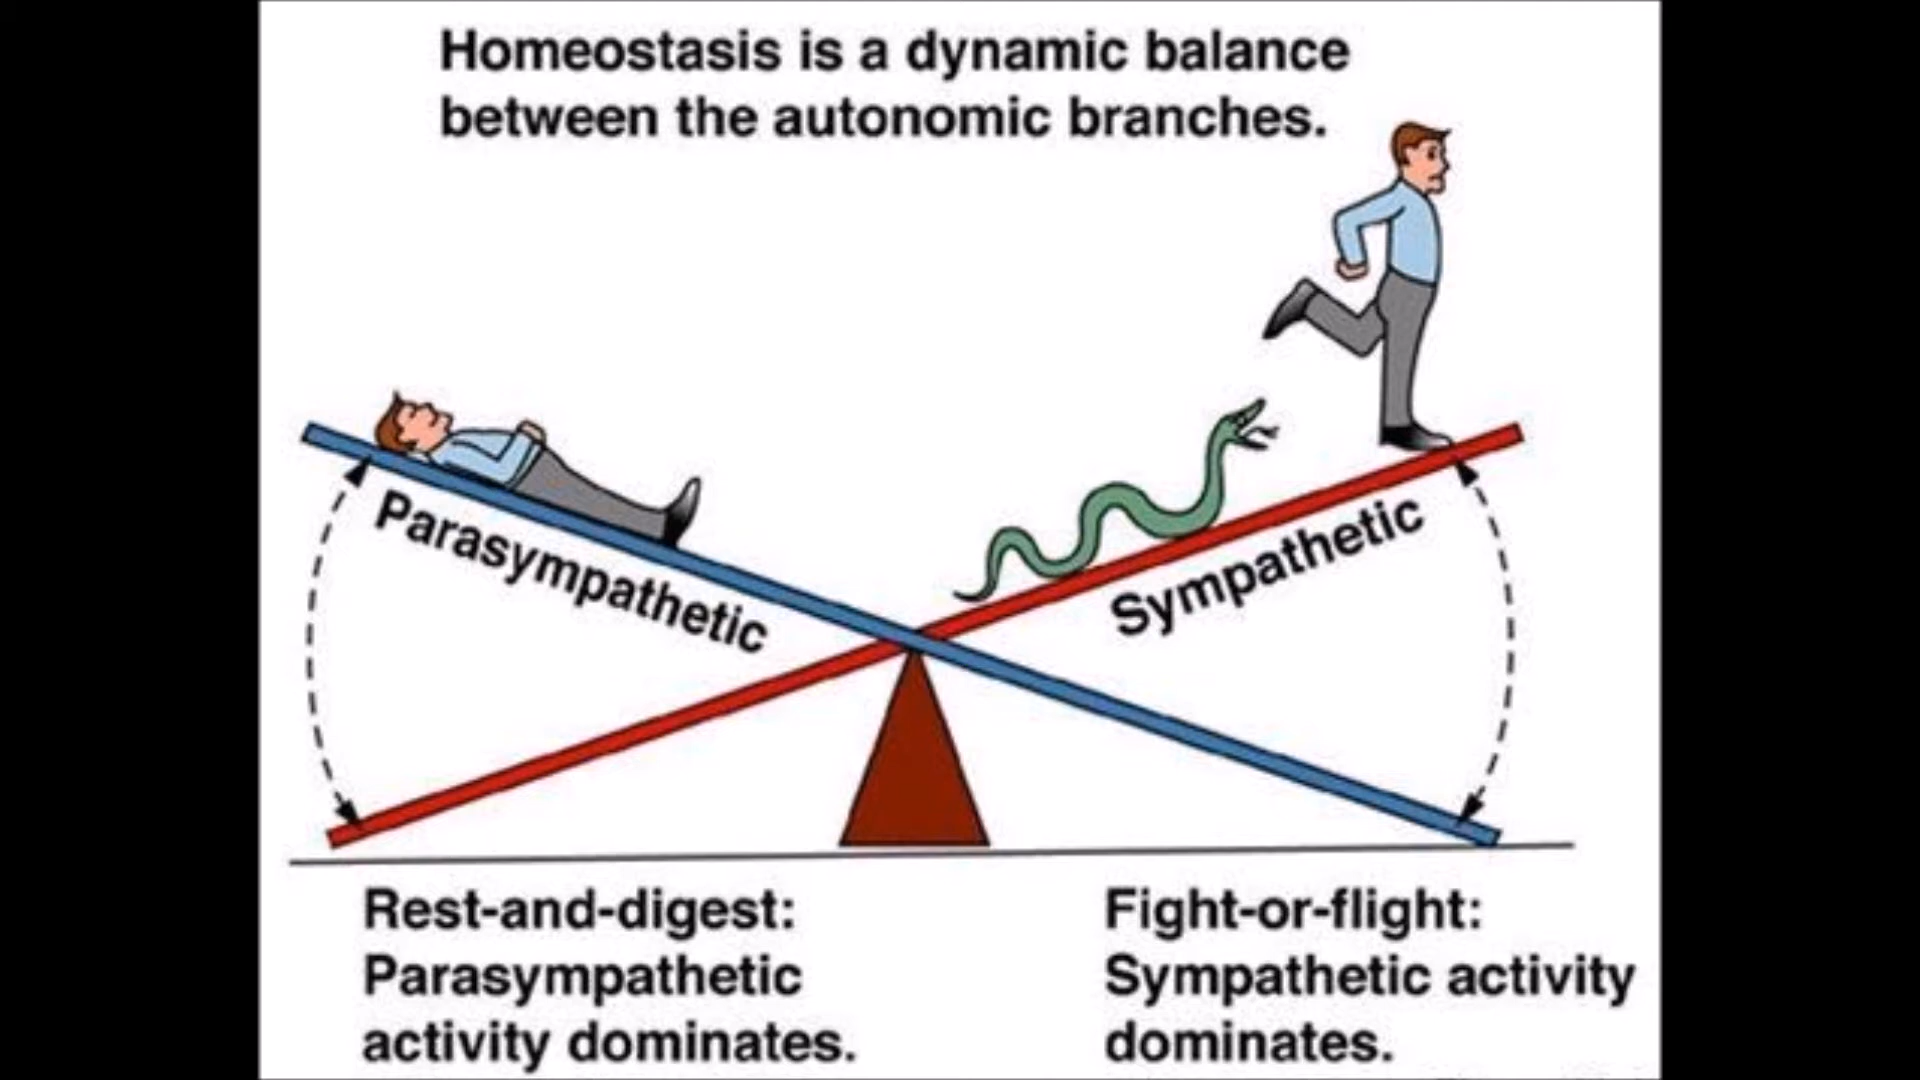 Homeostasis is a dynamic balance
between the autonomic branches.
Parasympathetic
Sympathetic
Rest-and-digest:
Parasympathetic
activity dominates.
Fight-or-flight:
Sympathetic activity
dominates.